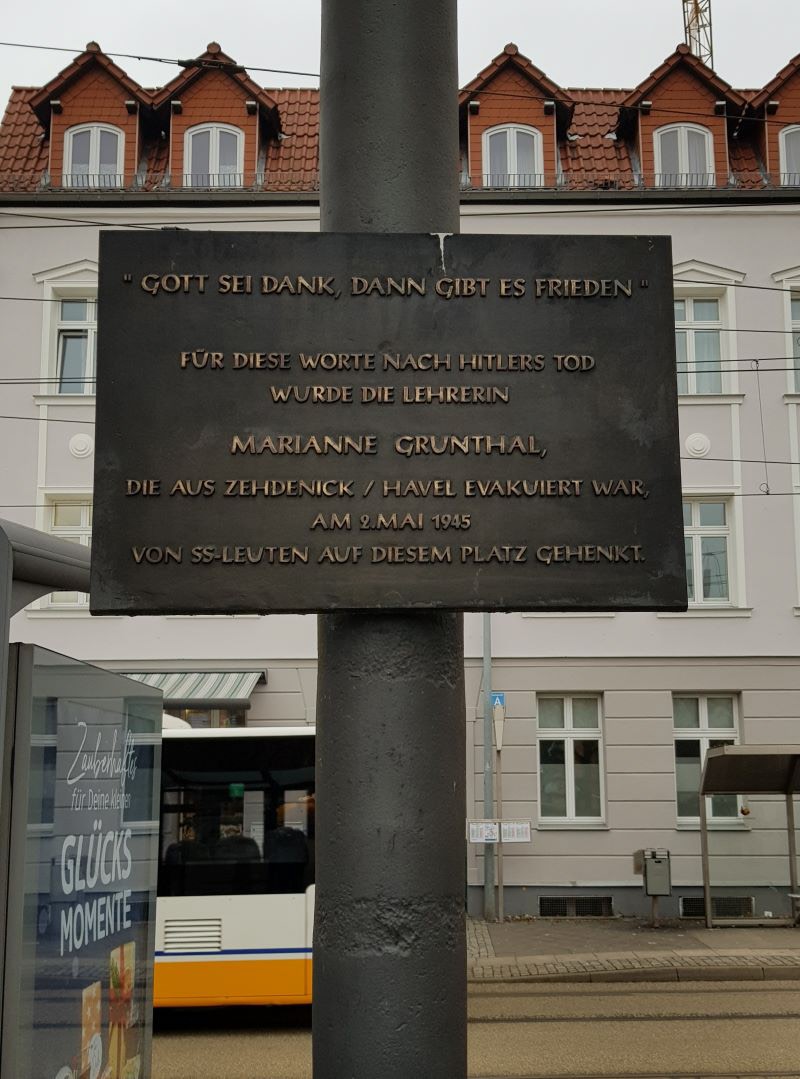 " GOTT SEI DANK, DANN GIBT ES FRIEDEN "
FÜR DIESE WORTE NACH HITLERS TOD
WURDE DIE LEHRERIN
MARIANNE GRUNTHAL,
DIE AUS ZEHDENICK / HAVEL EVAKUIERT WAR,
AM 2.MAI 1945
VON SS-LEUTEN AUF DIESEM PLATZ GEHENKT.
Zauberhaftes
für Deine kleinen
GLÜCKS
MOMENTE
A